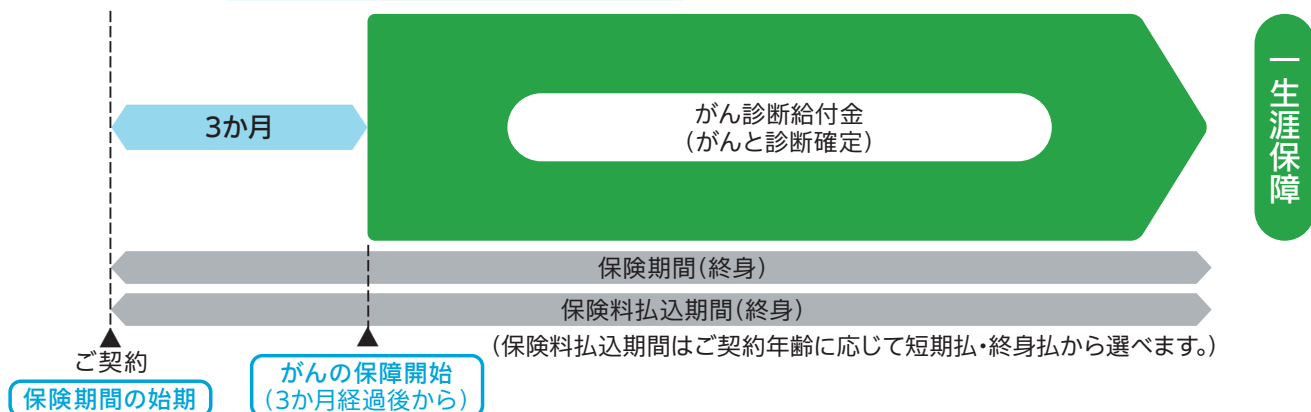 3か月
がん診断給付金
(がんと診断確定)
一生涯保障
保険期間(終身)
保険料払込期間(終身)
(保険料払込期間はご契約年齢に応じて短期払・終身払から選べます。)
ご契約
保険期間の始期
がんの保障開始
(3か月経過後から)